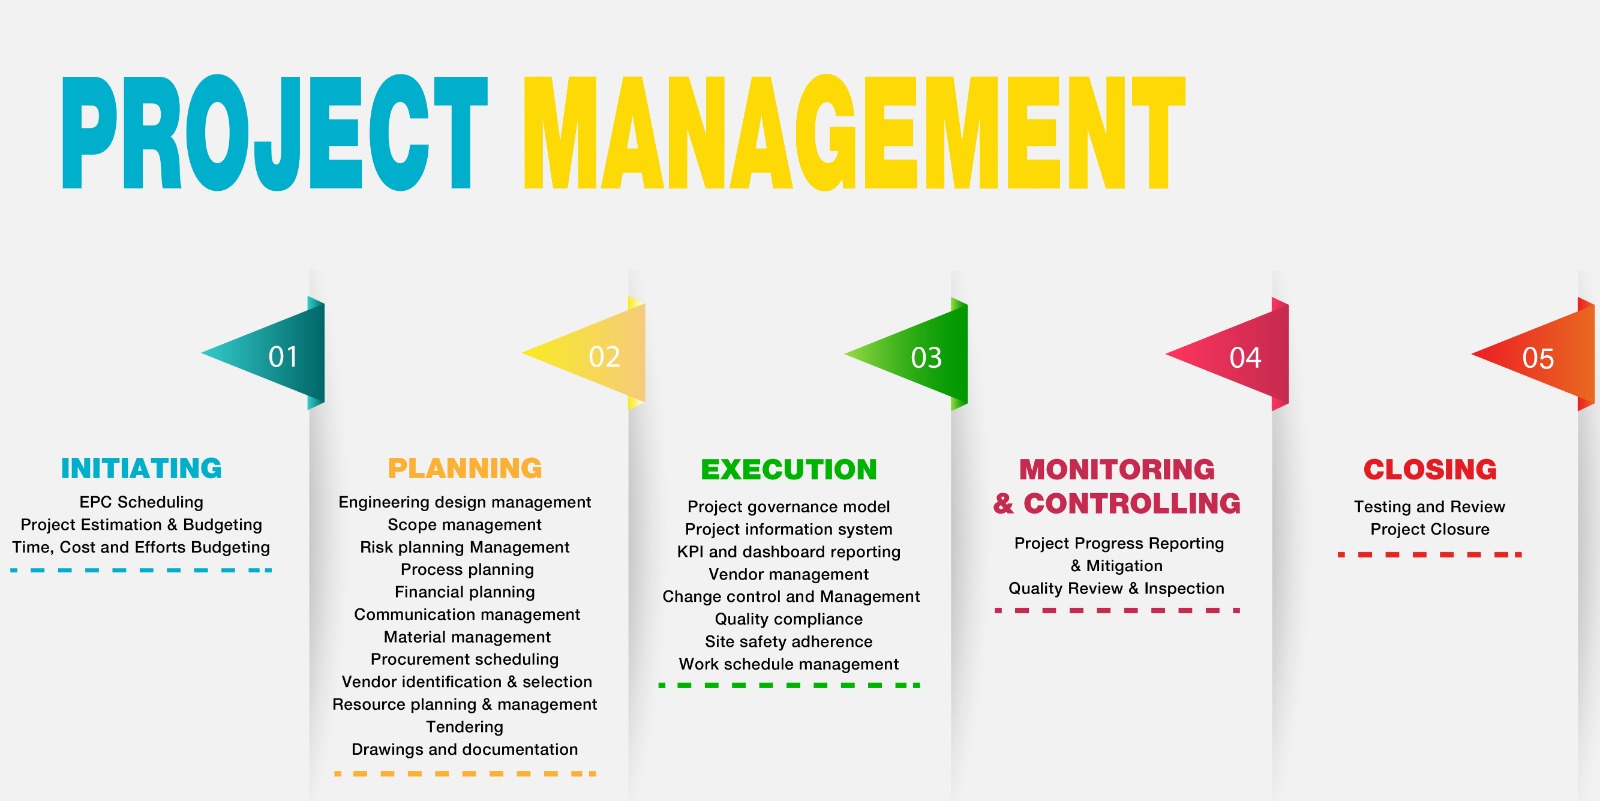 PROJECT MANAGEMENT
01
INITIATING
EPC Scheduling
Project Estimation & Budgeting
Time, Cost and Efforts Budgeting
02
PLANNING
Engineering design management
Scope management
Risk planning Management
Process planning
Financial planning
Communication management
Material management
Procurement scheduling
Vendor identification & selection
Resource planning & management
Tendering
Drawings and documentation
03
EXECUTION
Project governance model
Project information system
KPI and dashboard reporting
Vendor management
Change control and Management
Quality compliance
Site safety adherence
Work schedule management
04
MONITORING
& CONTROLLING
Project Progress Reporting
& Mitigation
Quality Review & Inspection
05
CLOSING
Testing and Review
Project Closure